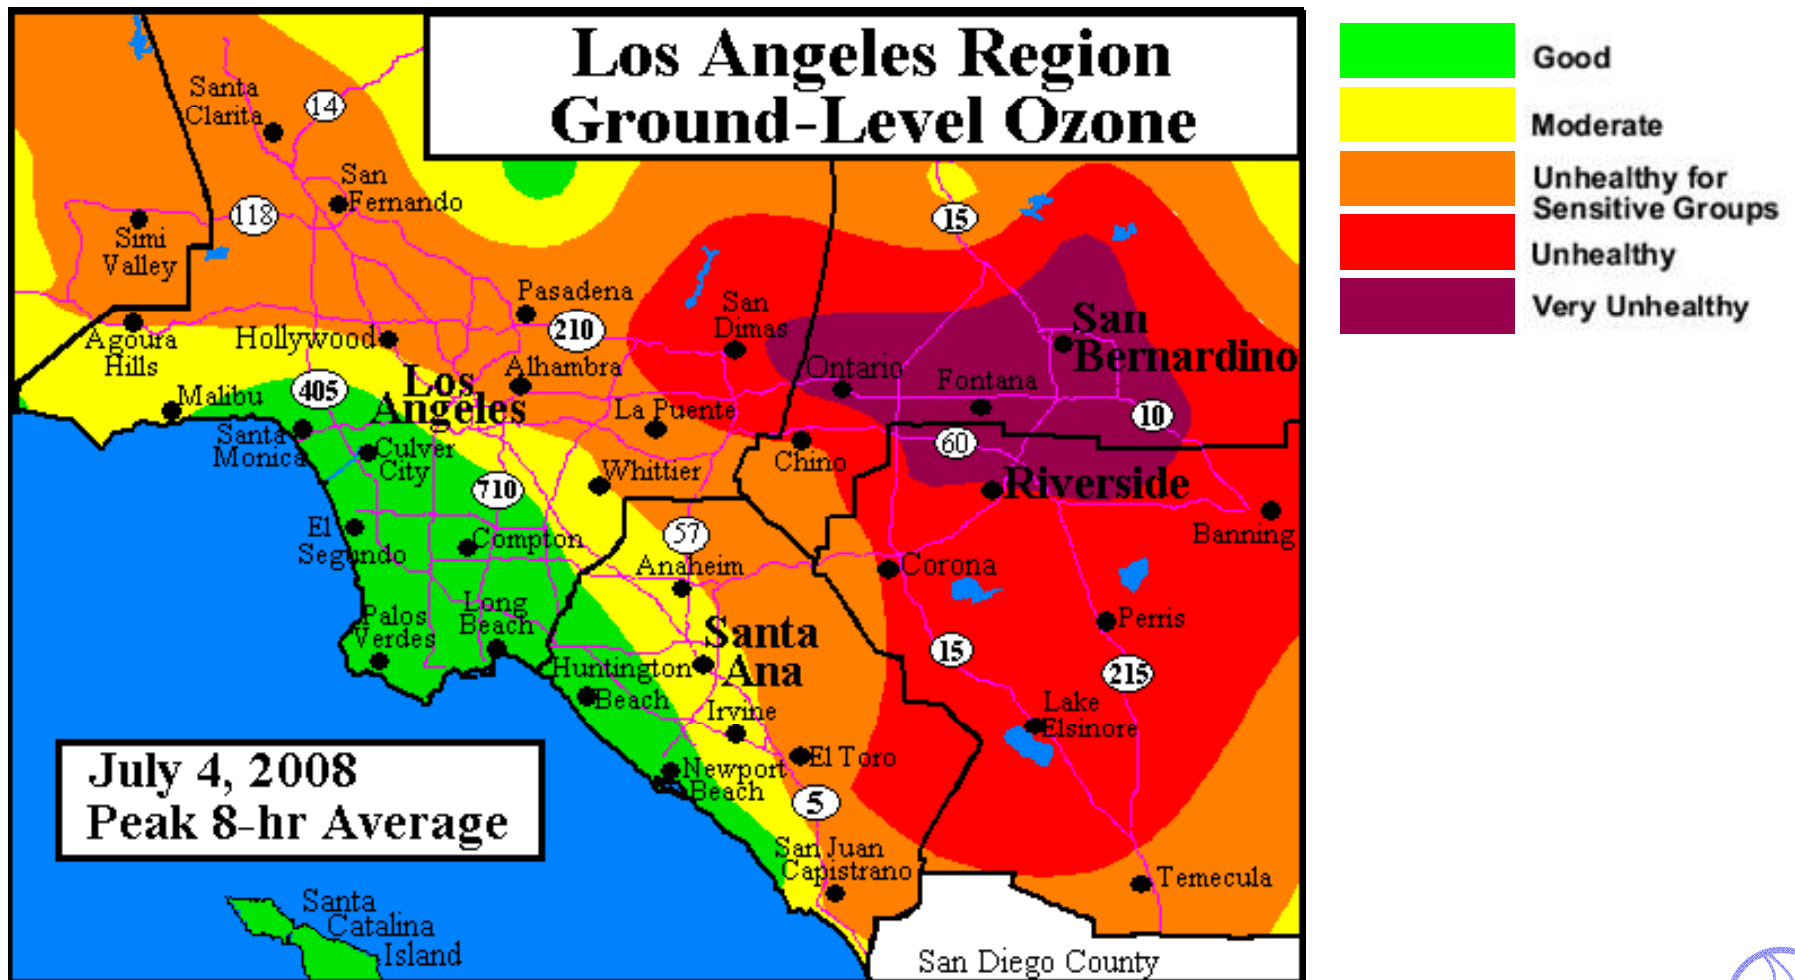 Los Angeles Region
Ground-Level Ozone
Good
Moderate
Unhealthy for
Sensitive Groups
Unhealthy
Very Unhealthy
Santa
Clarita
14
San
Fernando
118
15
Simi
Valley
Pasadena
210
San
Dimas
San
Bernardino
Agoura
Hills
Hollywood
Alhambra
Ontario
Fontana
405
Los
Angeles
Malibu
La Puente
10
Santa
Monica
Culver
City
Whittier
Chino
60
710
Riverside
El
Segundo
Compton
57
Banning
Anaheim
Corona
Palos
Verdes
Long
Beach
Santa
Ana
Perris
15
215
Huntington
Beach
Irvine
Lake
Elsinore
El Toro
Newport
Beach
5
July 4, 2008
Peak 8-hr Average
San Juan
Capistrano
Temecula
Santa
Catalina
Island
San Diego County